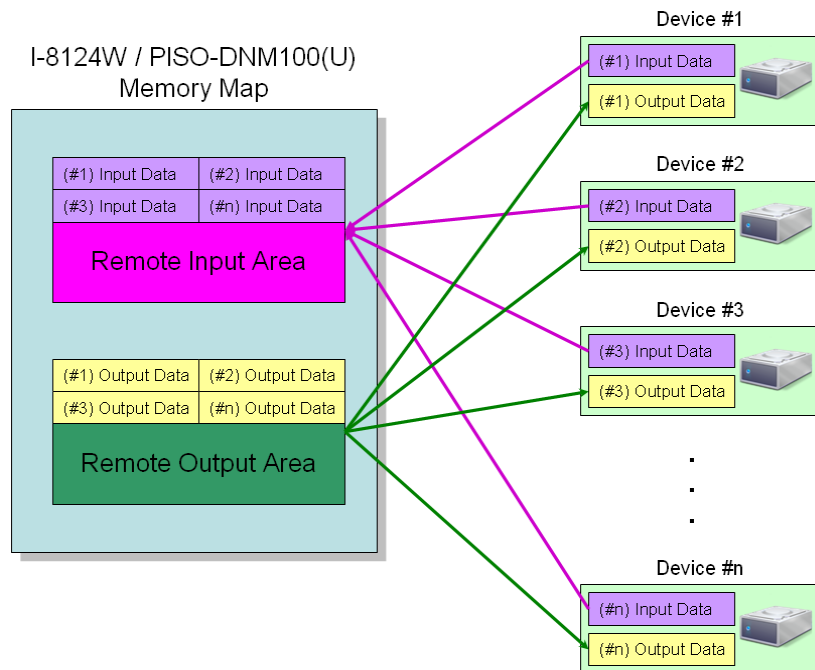 I-8124W / PISO-DNM100(U)
Memory Map
(#1) Input Data
(#2) Input Data
(#3) Input Data
(#n) Input Data
Remote Input Area
(#1) Output Data
(#2) Output Data
(#3) Output Data
(#n) Output Data
Remote Output Area
Device #1
(#1) Input Data
(#1) Output Data
Device #2
(#2) Input Data
(#2) Output Data
Device #3
(#3) Input Data
(#3) Output Data
.
.
.
Device #n
(#n) Input Data
(#n) Output Data